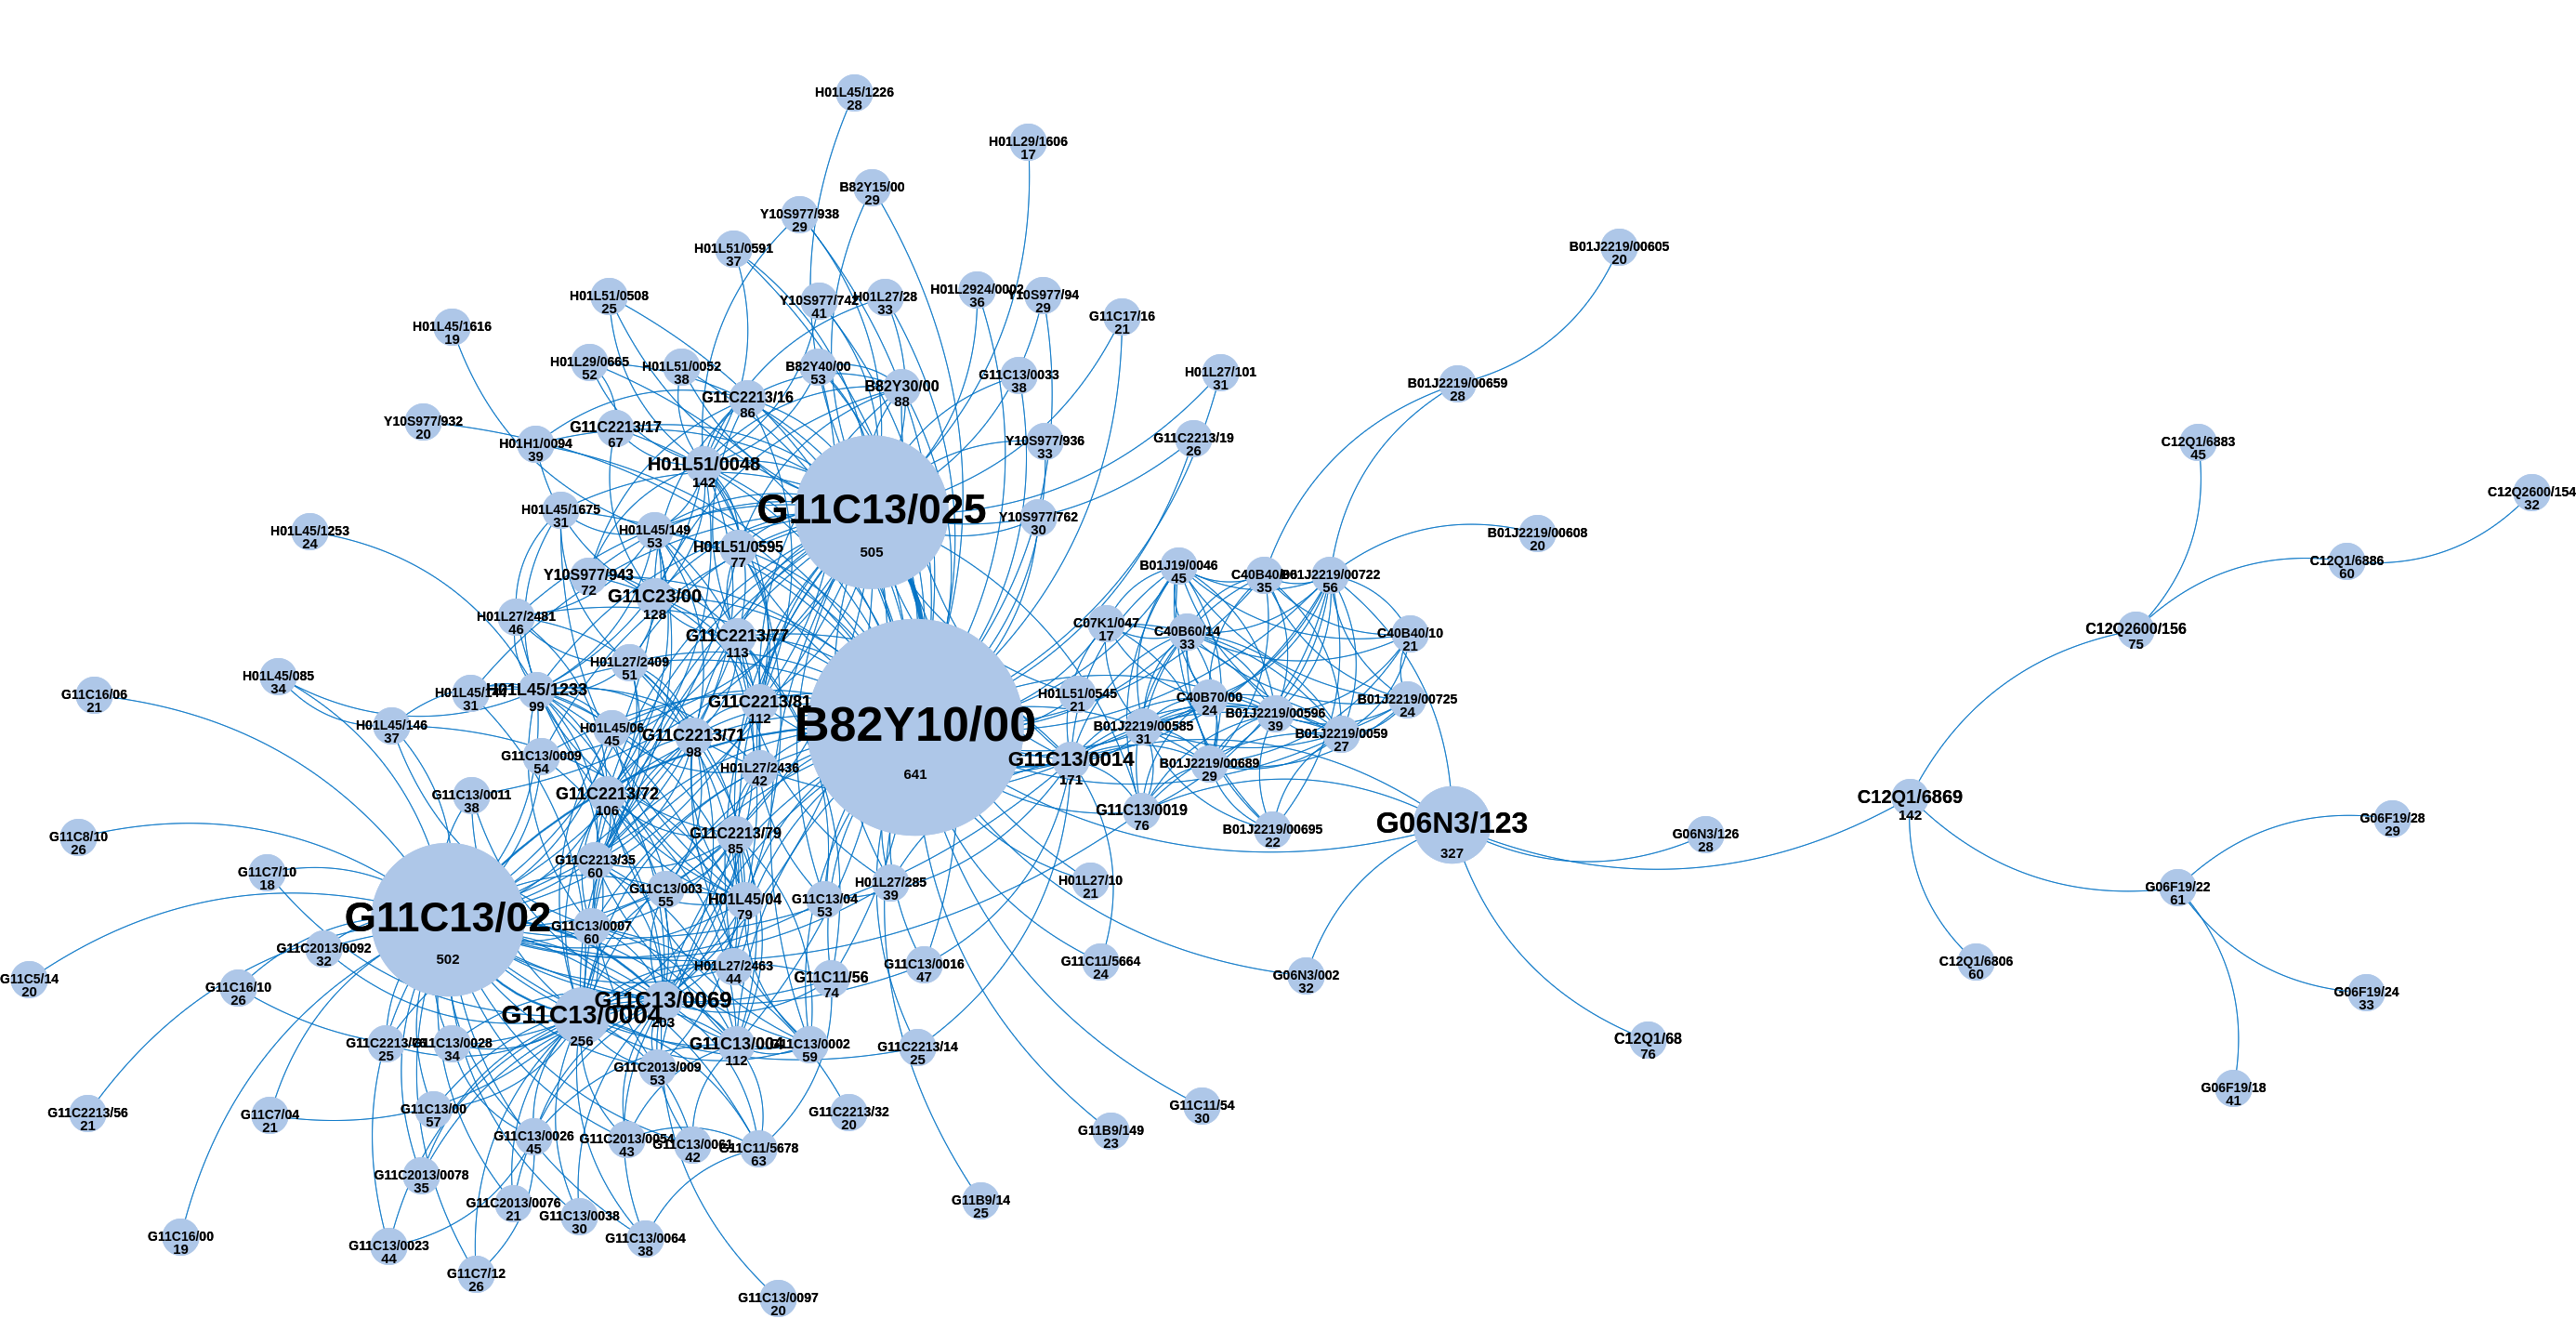 H01L45/1226
28
H01L29/1606
17
B82Y15/00
29
Y10S977/938
29
H01L51/0591
37
B01J2219/00605
20
H01L51/0508
25
Y10S977/742
41
H01L27/28
33
H01L2924/0002
36
Y10S977/94
29
G11C17/16
21
H01L45/1616
19
H01L29/0665
52
H01L51/0052
38
B82Y40/00
53
B82Y30/00
88
G11C13/0033
38
H01L27/101
31
B01J2219/00659
28
G11C2213/16
86
Y10S977/932
20
H01H1/0094
39
G11C2213/17
67
Y10S977/936
33
G11C2213/19
26
C12Q1/6883
45
H01L51/0048
142
C12Q2600/154
32
G11C13/025
505
H01L45/1675
31
H01L45/149
53
Y10S977/762
30
H01L45/1253
24
B01J2219/00608
20
H01L51/0595
77
C12Q1/6886
60
B01J19/0046
45
C40B40/
35
B01J2219/00722
56
Y10S977/943
72
G11C23/00
128
H01L27/2481
46
G11C2213/77
113
C07K1/047
17
C40B60/14
33
C40B40/10
21
C12Q2600/156
75
H01L27/2409
51
H01L45/085
34
G11C16/06
21
H01L45/
31
H01L45/1233
99
H01L51/0545
21
C40B70/00
24
B01J2219/00725
24
G11C2213/81
112
B01J2219/00596
39
H01L45/146
37
H01L45/06
45
B82Y10/00
641
B01J2219/00585
31
B01J2219/0059
27
G11C2213/71
98
G11C13/0009
54
H01L27/2436
42
G11C13/0014
171
B01J2219/00689
29
G11C13/0011
38
G11C2213/72
106
C12Q1/6869
142
G11C13/0019
76
G06F19/28
29
G06N3/123
327
B01J2219/00695
22
G06N3/126
28
G11C8/10
26
G11C2213/79
85
G11C2213/35
60
G11C7/10
18
H01L27/285
39
H01L27/10
21
G11C13/003
55
G06F19/22
61
H01L45/04
79
G11C13/04
53
G11C13/02
502
G11C13/0007
60
G11C2013/0092
32
G11C5/14
20
G11C16/10
26
H01L27/2463
44
G11C11/56
74
G11C13/0016
47
G11C11/5664
24
G06N3/002
32
C12Q1/6806
60
G06F19/24
33
G11C13/0069
203
G11C13/0004
256
G11C2213/
25
G11C13/0028
34
G11C13/004
112
G11C13/0002
59
G11C2213/14
25
C12Q1/68
76
G11C2013/009
53
G06F19/18
41
G11C2213/56
21
G11C7/04
21
G11C13/00
57
G11C2213/32
20
G11C11/54
30
G11B9/149
23
G11C13/0026
45
G11C2013/0054
43
G11C13/0061
42
G11C11/5678
63
G11C2013/0078
35
G11C2013/0076
21
G11C13/0038
30
G11B9/14
25
G11C16/00
19
G11C13/0023
44
G11C13/0064
38
G11C7/12
26
G11C13/0097
20